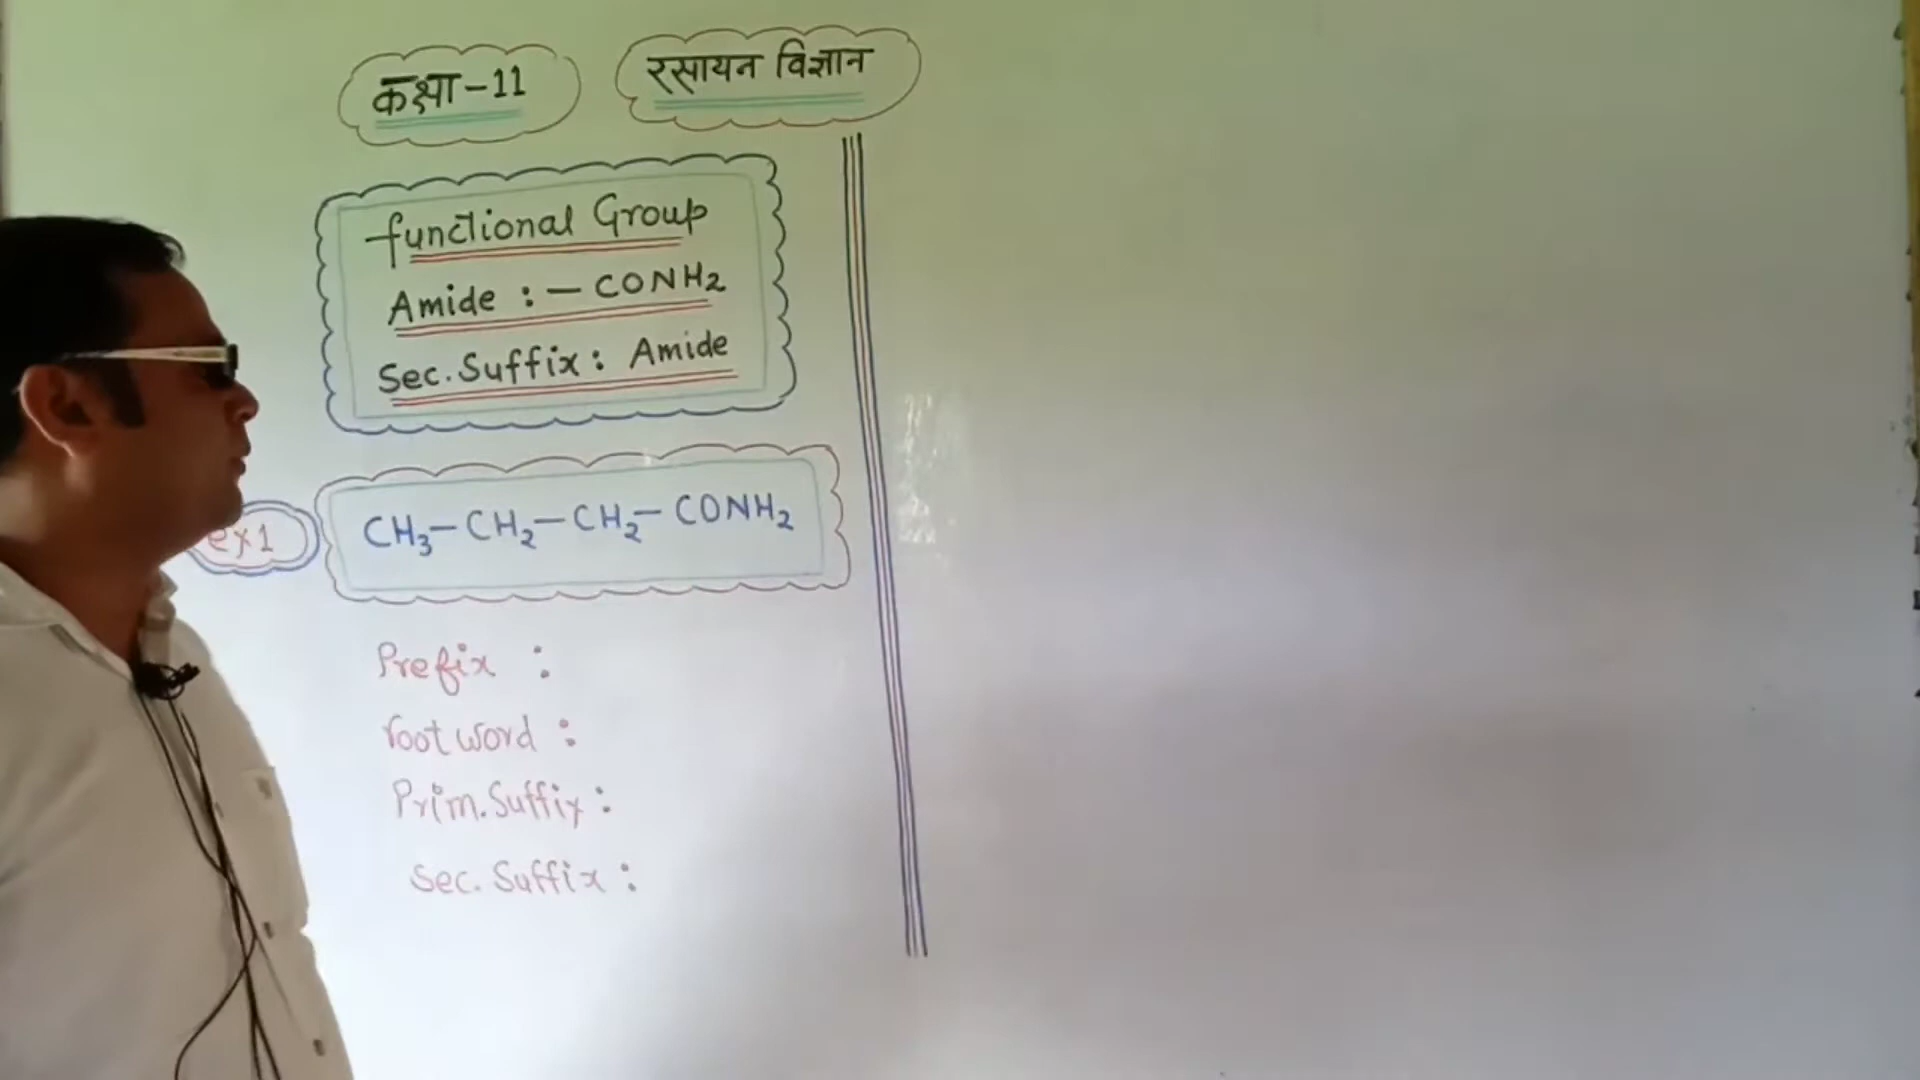 कक्षा-11
रसायन विज्ञान
functional Group
Amide : - CONH₂
Sec. Suffix : Amide
ex1
CH₃-CH₂-CH₂-CONH₂
Prefix :
root word :
Prim. Suffix :
Sec. Suffix :